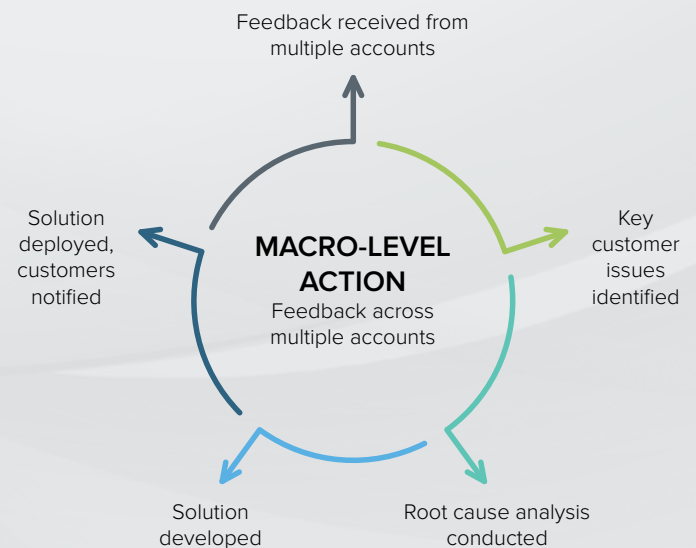 Feedback received from
multiple accounts
Key
customer
issues
identified
Root cause analysis
conducted
Solution
developed
Solution
deployed,
customers
notified
MACRO-LEVEL
ACTION
Feedback across
multiple accounts